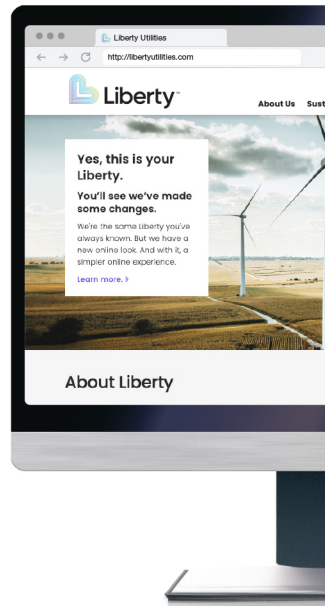 Liberty Utilities
http://libertyutilities.com
Liberty™
About Us Sust
Yes, this is your
Liberty.
You'll see we've made
some changes.
We're the same Liberty you've
always known. But we have a
new online look. And with it, a
simpler online experience.
Learn more.
About Liberty